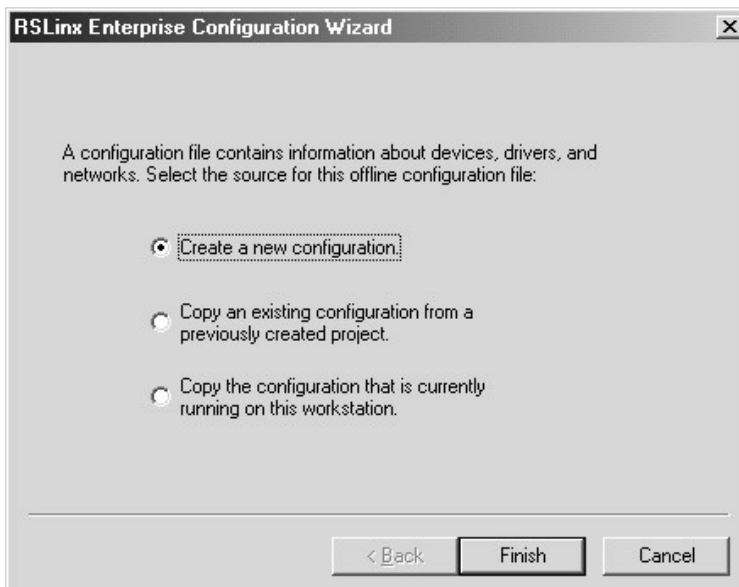 RSLinx Enterprise Configuration Wizard
A configuration file contains information about devices, drivers, and
networks. Select the source for this offline configuration file:
Create a new configuration.
Copy an existing configuration from a
previously created project.
Copy the configuration that is currently
running on this workstation.
< Back
Finish
Cancel